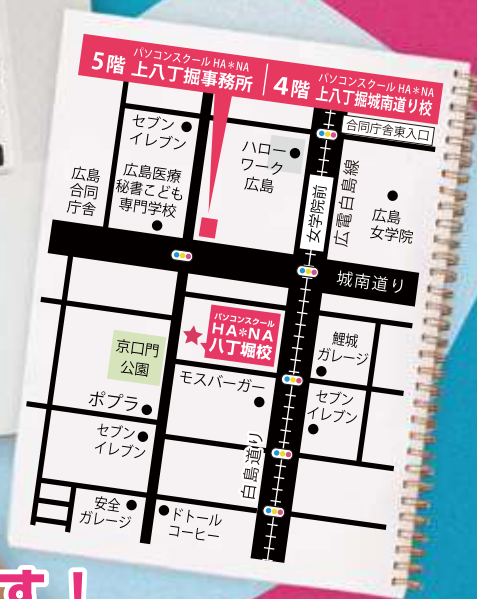 パソコンスクール HA*NA
5階 上八丁堀事務所
パソコンスクール HA*NA
4階 上八丁堀城南道り校
セブン
イレブン
ハロー
ワーク
広島
合同庁舎東入口
広島
合同
庁舎
広島医療
秘書こども
専門学校
女学院前
広電白島線
広島
女学院
城南道り
パソコンスクール
HA*NA
八丁堀校
鯉城
ガレージ
京口門
公園
モスバーガー
セブン
イレブン
ポプラ
セブン
イレブン
白島道り
安全
ガレージ
ドトール
コーヒー
す！